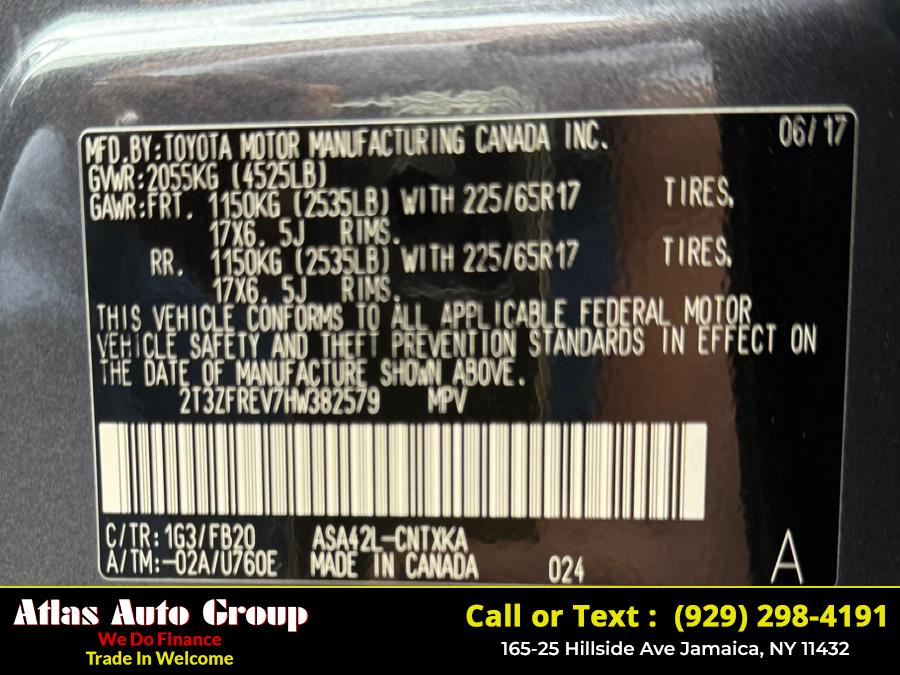 MFD.BY:TOYOTA MOTOR MANUFACTURING CANADA INC. 06/17
GVWR:2055KG (4525LB)
GAWR:FRT. 1150KG (2535LB) WITH 225/65R17 TIRES,
17X6. 5J RIMS.
RR. 1150KG (2535LB) WITH 225/65R17 TIRES,
17X6. 5J RIMS.
THIS VEHICLE CONFORMS TO ALL APPLICABLE FEDERAL MOTOR
VEHICLE SAFETY AND THEFT PREVENTION STANDARDS IN EFFECT ON
THE DATE OF MANUFACTURE SHOWN ABOVE.
2T3ZFREV7HW382579 MPV
C/TR:1G3/FB20 ASA42L-CNTXKA
A/TM:-02A/U760E MADE IN CANADA 024 A
Atlas Auto Group
We Do Finance
Trade In Welcome
Call or Text : (929) 298-4191
165-25 Hillside Ave Jamaica, NY 11432